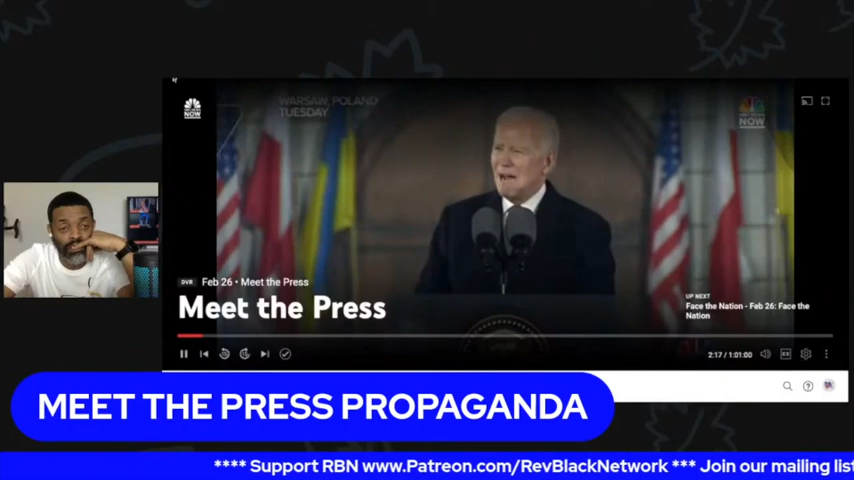 WARSAW, POLAND
TUESDAY
NBC NEWS
NOW
NBC NEWS
NOW
DVR Feb 26 • Meet the Press
Meet the Press
UP NEXT
Face the Nation - Feb 26: Face the
Nation
2:17 / 1:01:00
MEET THE PRESS PROPAGANDA
**** Support RBN www.Patreon.com/RevBlackNetwork *** Join our mailing list